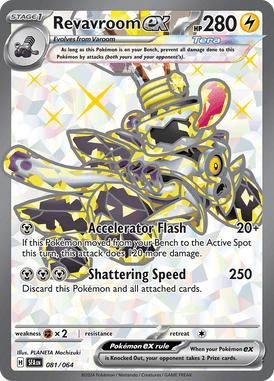 STAGE 1
Revavroom ex
HP 280
Evolves from Varoom
Tera
As long as this Pokémon is on your Bench, prevent all damage done to this
Pokémon by attacks (both yours and your opponent's).
Accelerator Flash 20+
If this Pokémon moved from your Bench to the Active Spot
this turn, this attack does 120 more damage.
Shattering Speed 250
Discard this Pokémon and all attached cards.
weakness ×2 resistance retreat
Illus. PLANETA Mochizuki
Pokémon ex rule
H SFA EN 081/064
When your Pokémon ex
is Knocked Out, your opponent takes 2 Prize cards.
©2024 Pokémon / Nintendo / Creatures / GAME FREAK